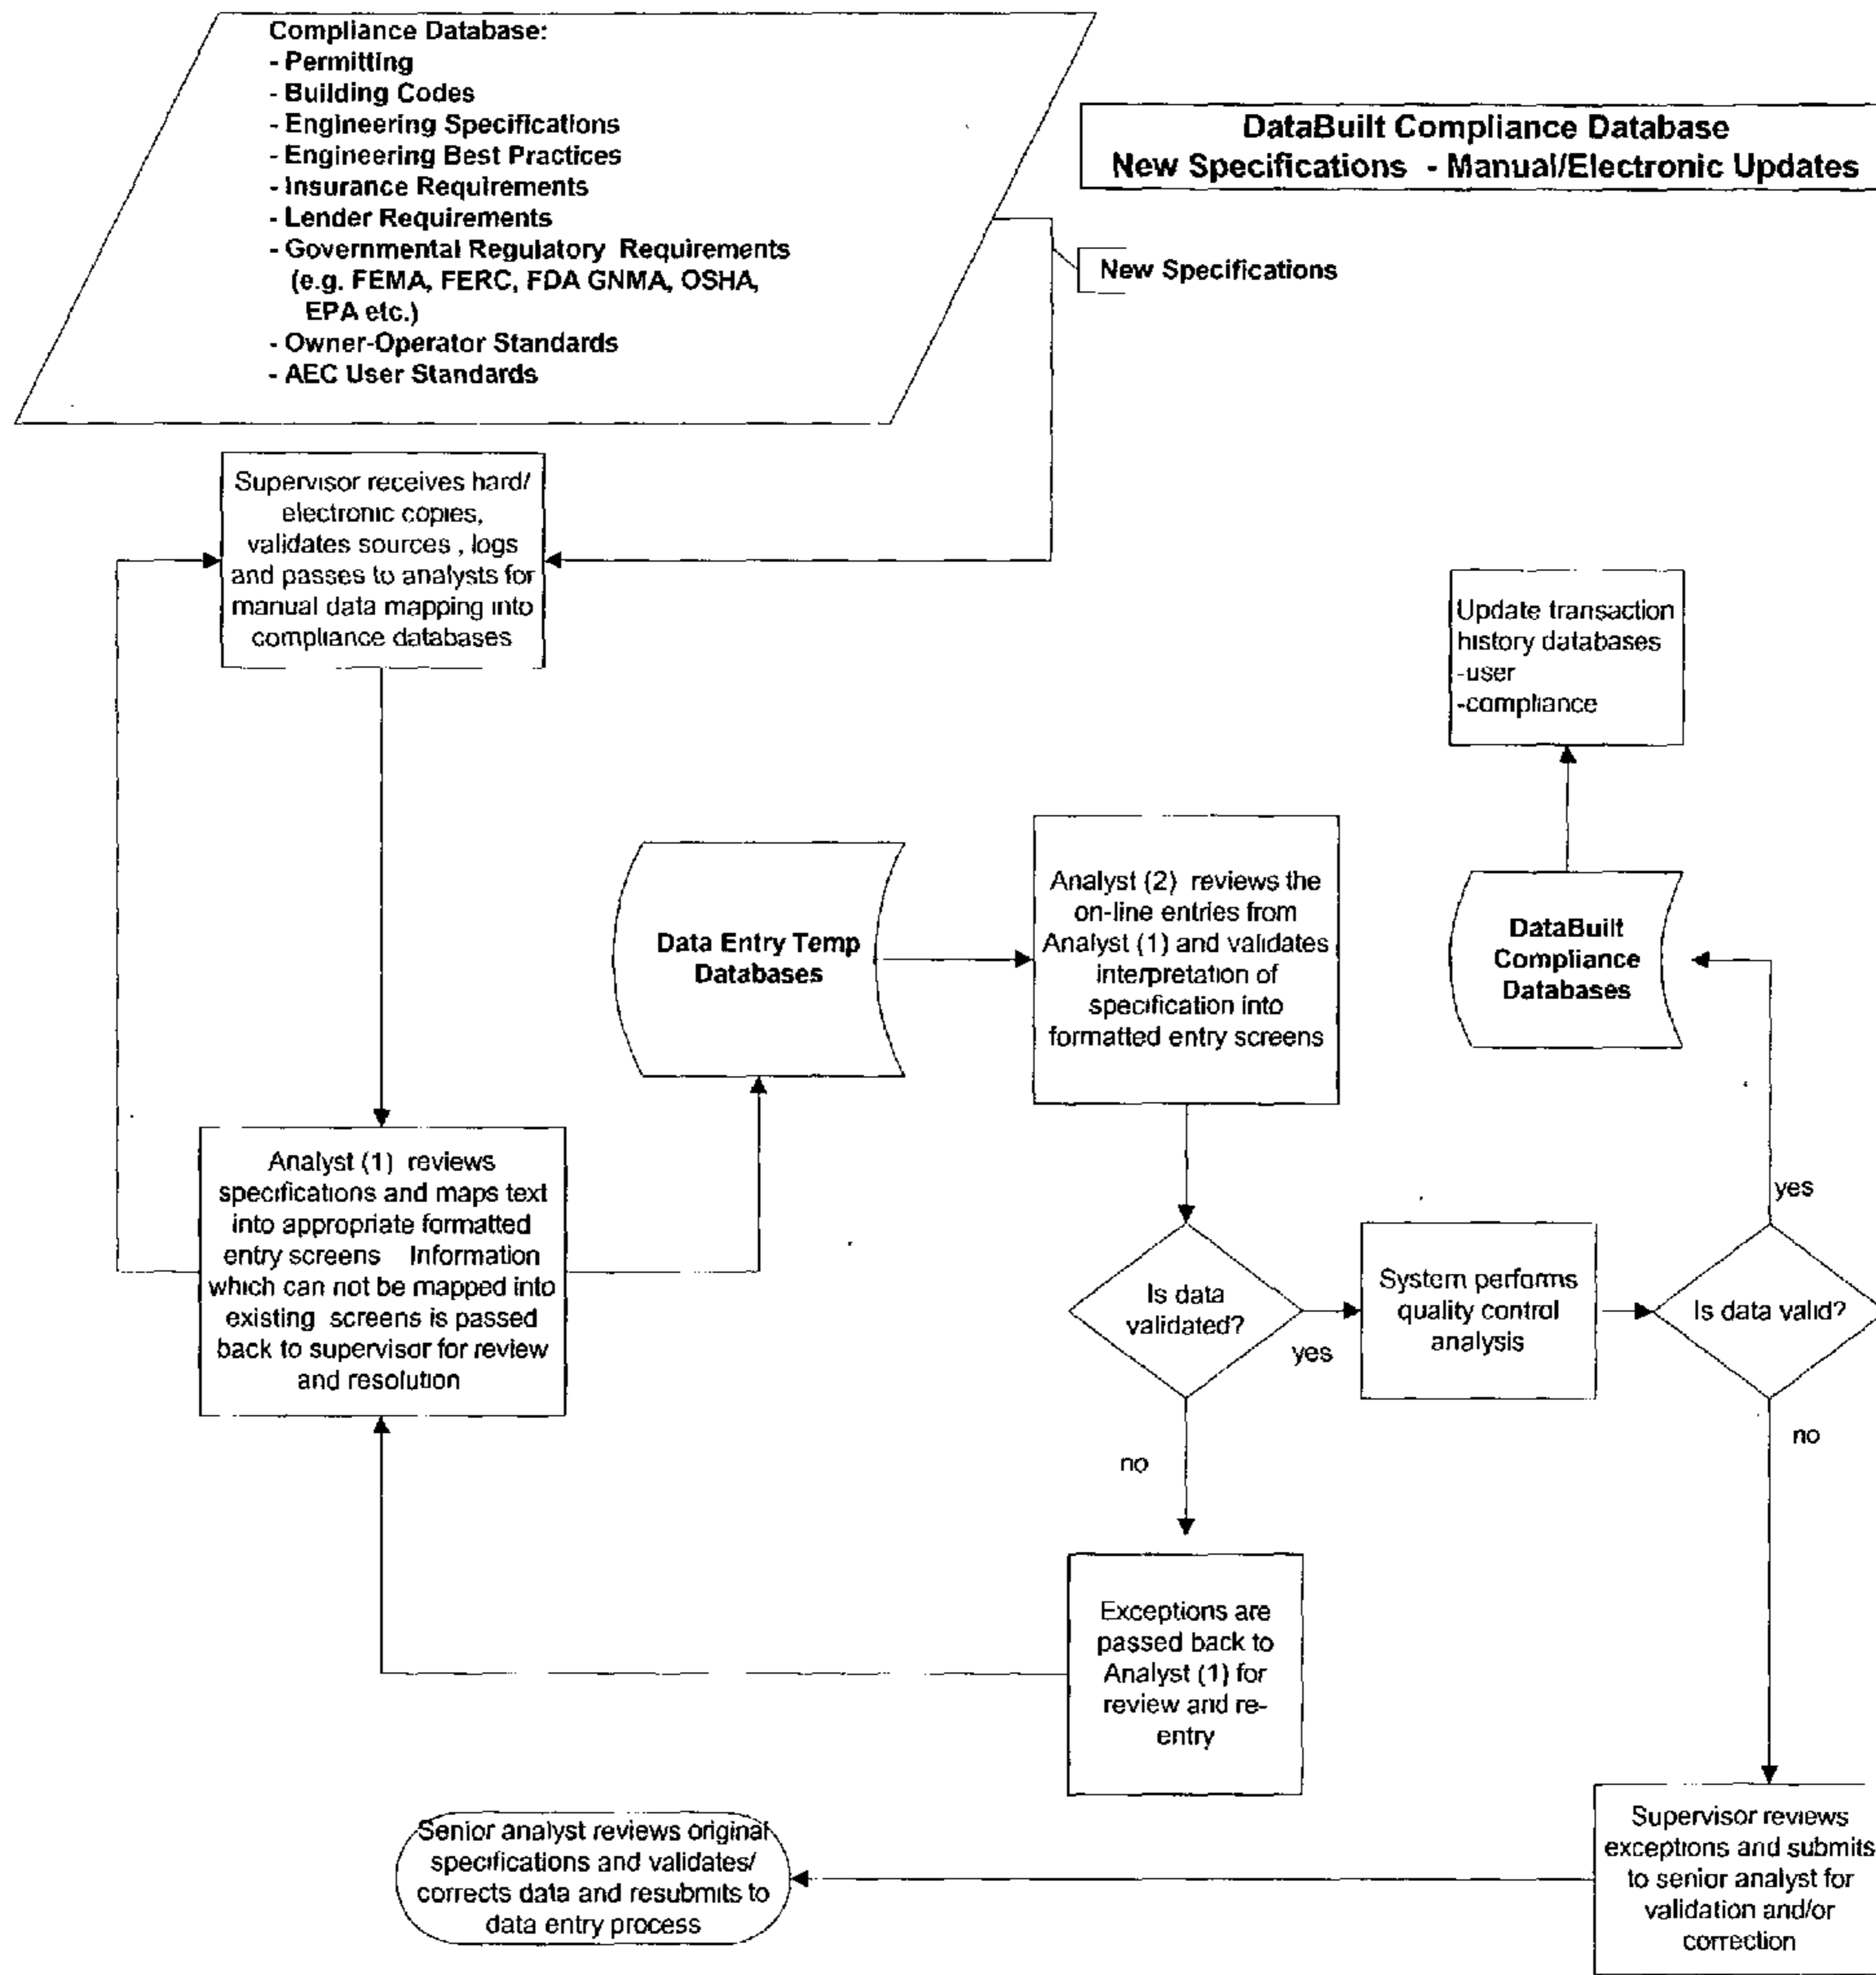 Compliance Database:
- Permitting
- Building Codes
- Engineering Specifications
- Engineering Best Practices
- Insurance Requirements
- Lender Requirements
- Governmental Regulatory Requirements
(e.g. FEMA, FERC, FDA GNMA, OSHA,
EPA etc.)
- Owner-Operator Standards
- AEC User Standards
DataBuilt Compliance Database
New Specifications - Manual/Electronic Updates
New Specifications
Supervisor receives hard/
electronic copies,
validates sources , logs
and passes to analysts for
manual data mapping into
compliance databases
Update transaction
history databases
-user
-compliance
Data Entry Temp
Databases
Analyst (2) reviews the
on-line entries from
Analyst (1) and validates
interpretation of
specification into
formatted entry screens
DataBuilt
Compliance
Databases
Analyst (1) reviews
specifications and maps text
into appropriate formatted
entry screens Information
which can not be mapped into
existing screens is passed
back to supervisor for review
and resolution
Is data
validated?
yes
no
System performs
quality control
analysis
Is data valid?
yes
no
Exceptions are
passed back to
Analyst (1) for
review and re-
entry
Supervisor reviews
exceptions and submits
to senior analyst for
validation and/or
correction
Senior analyst reviews original
specifications and validates/
corrects data and resubmits to
data entry process